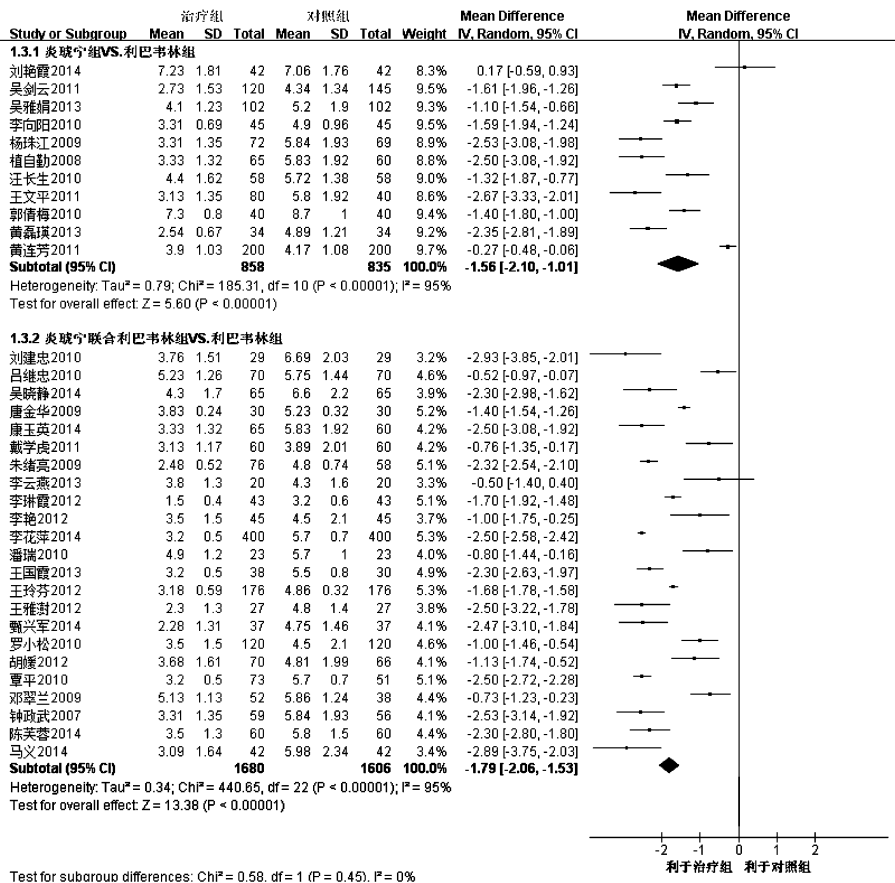 治疗组 对照组 Mean Difference Mean Difference
Study or Subgroup Mean SD Total Mean SD Total Weight IV, Random, 95% CI IV, Random, 95% CI
1.3.1 炎琥宁组VS.利巴韦林组
刘艳霞2014 7.23 1.81 42 7.06 1.76 42 8.3% 0.17 [-0.59, 0.93]
吴剑云2011 2.73 1.53 120 4.34 1.34 145 9.5% -1.61 [-1.96, -1.26]
吴雅娟2013 4.1 1.23 102 5.2 1.9 102 9.3% -1.10 [-1.54, -0.66]
李向阳2010 3.31 0.69 45 4.9 0.96 45 9.5% -1.59 [-1.94, -1.24]
杨珠江2009 3.31 1.35 72 5.84 1.93 69 9.0% -2.53 [-3.08, -1.98]
植自勤2008 3.33 1.32 65 5.83 1.92 60 8.9% -2.50 [-3.08, -1.92]
汪长生2010 4.4 1.62 58 5.72 1.38 58 9.0% -1.32 [-1.87, -0.77]
王文平2011 3.13 1.35 80 5.8 1.92 40 8.6% -2.67 [-3.33, -2.01]
郭倩梅2010 7.3 0.8 40 8.7 1 40 9.4% -1.40 [-1.80, -1.00]
黄磊瑛2013 2.54 0.67 34 4.89 1.21 34 9.2% -2.35 [-2.81, -1.89]
黄连芳2011 3.9 1.03 200 4.17 1.08 200 9.7% -0.27 [-0.48, -0.06]
Subtotal (95% CI) 858 835 100.0% -1.56 [-2.10, -1.01]
Heterogeneity: Tau² = 0.79; Chi² = 185.31, df = 10 (P < 0.00001); I² = 95%
Test for overall effect: Z = 5.60 (P < 0.00001)
1.3.2 炎琥宁联合利巴韦林组VS.利巴韦林组
刘建忠2010 3.76 1.51 29 6.69 2.03 29 3.2% -2.93 [-3.85, -2.01]
吕继忠2010 5.23 1.26 70 5.75 1.44 70 4.6% -0.52 [-0.97, -0.07]
吴晓静2014 4.3 1.7 65 6.6 2.2 65 3.9% -2.30 [-2.98, -1.62]
唐金华2009 3.83 0.24 30 5.23 0.32 30 5.1% -1.40 [-1.54, -1.26]
康玉英2014 3.33 1.32 65 5.83 1.92 60 4.2% -2.50 [-3.08, -1.92]
戴学虎2011 3.13 1.17 60 3.89 2.01 60 4.2% -0.76 [-1.35, -0.17]
朱绪亮2009 2.48 0.52 76 4.8 0.74 58 5.1% -2.32 [-2.54, -2.10]
李云燕2013 3.8 1.3 20 4.3 1.6 20 3.3% -0.50 [-1.40, 0.40]
李琳霞2012 1.5 0.4 43 3.2 0.6 43 5.1% -1.70 [-1.92, -1.48]
李艳2012 3.5 1.5 45 4.5 2.1 45 3.7% -1.00 [-1.75, -0.25]
李花萍2014 3.2 0.5 400 5.7 0.7 400 5.2% -2.50 [-2.58, -2.42]
潘瑞2010 4.9 1.2 23 5.7 1 23 4.0% -0.80 [-1.44, -0.16]
王国霞2013 3.2 0.5 38 5.5 0.8 30 4.9% -2.30 [-2.63, -1.97]
王玲芬2012 3.18 0.59 176 4.86 0.32 176 5.2% -1.68 [-1.78, -1.58]
王雅澍2012 2.3 1.3 27 4.8 1.4 27 3.8% -2.50 [-3.22, -1.78]
甄兴军2014 2.28 1.31 37 4.75 1.46 37 4.1% -2.47 [-3.10, -1.84]
罗小松2010 3.5 1.5 120 4.5 2.1 120 4.6% -1.00 [-1.46, -0.54]
胡媛2012 3.68 1.61 70 4.81 1.99 66 4.1% -1.13 [-1.74, -0.52]
覃平2010 3.2 0.5 73 5.7 0.7 51 5.1% -2.50 [-2.72, -2.28]
邓翠兰2009 5.13 1.13 52 5.86 1.24 38 4.4% -0.73 [-1.23, -0.23]
钟政武2007 3.31 1.35 59 5.84 1.93 56 4.1% -2.53 [-3.14, -1.92]
陈芙蓉2014 3.5 1.3 60 5.8 1.5 60 4.4% -2.30 [-2.80, -1.80]
马义2014 3.09 1.64 42 5.98 2.34 42 3.4% -2.89 [-3.75, -2.03]
Subtotal (95% CI) 1680 1606 100.0% -1.79 [-2.06, -1.53]
Heterogeneity: Tau² = 0.34; Chi² = 440.65, df = 22 (P < 0.00001); I² = 95%
Test for overall effect: Z = 13.38 (P < 0.00001)
-2 -1 0 1 2
利于治疗组 利于对照组
Test for subgroup differences: Chi² = 0.58, df = 1 (P = 0.45), I² = 0%